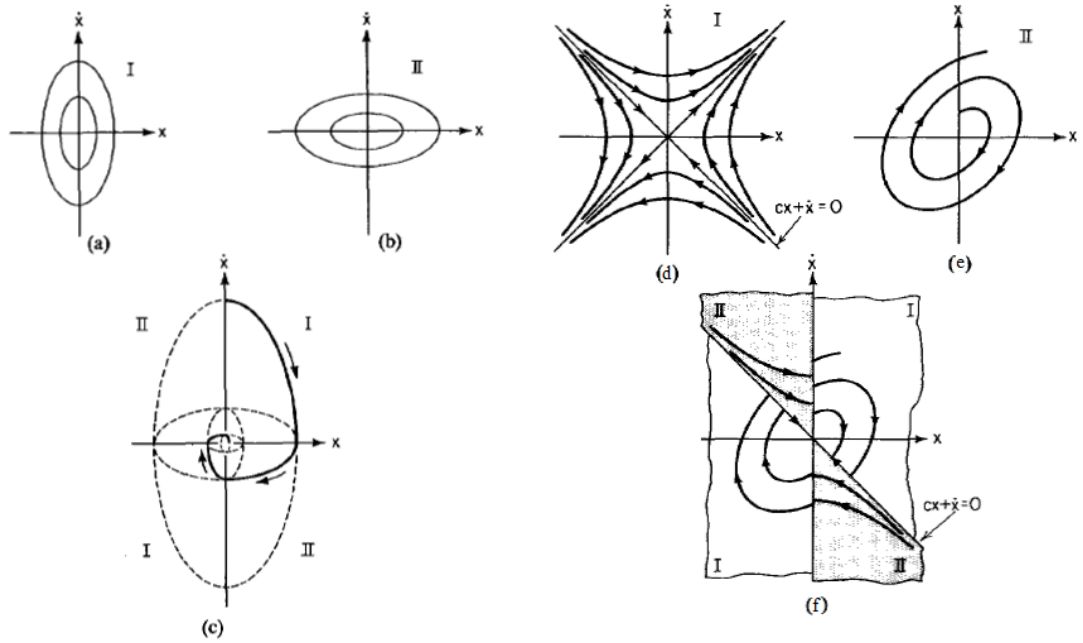 ẋ
I
x
(a)
ẋ
II
x
(b)
ẋ
II
I
x
I
II
(c)
ẋ
I
x
cx+ẋ=0
(d)
x
II
x
(e)
ẋ
II
I
x
cx+ẋ=0
I
II
(f)